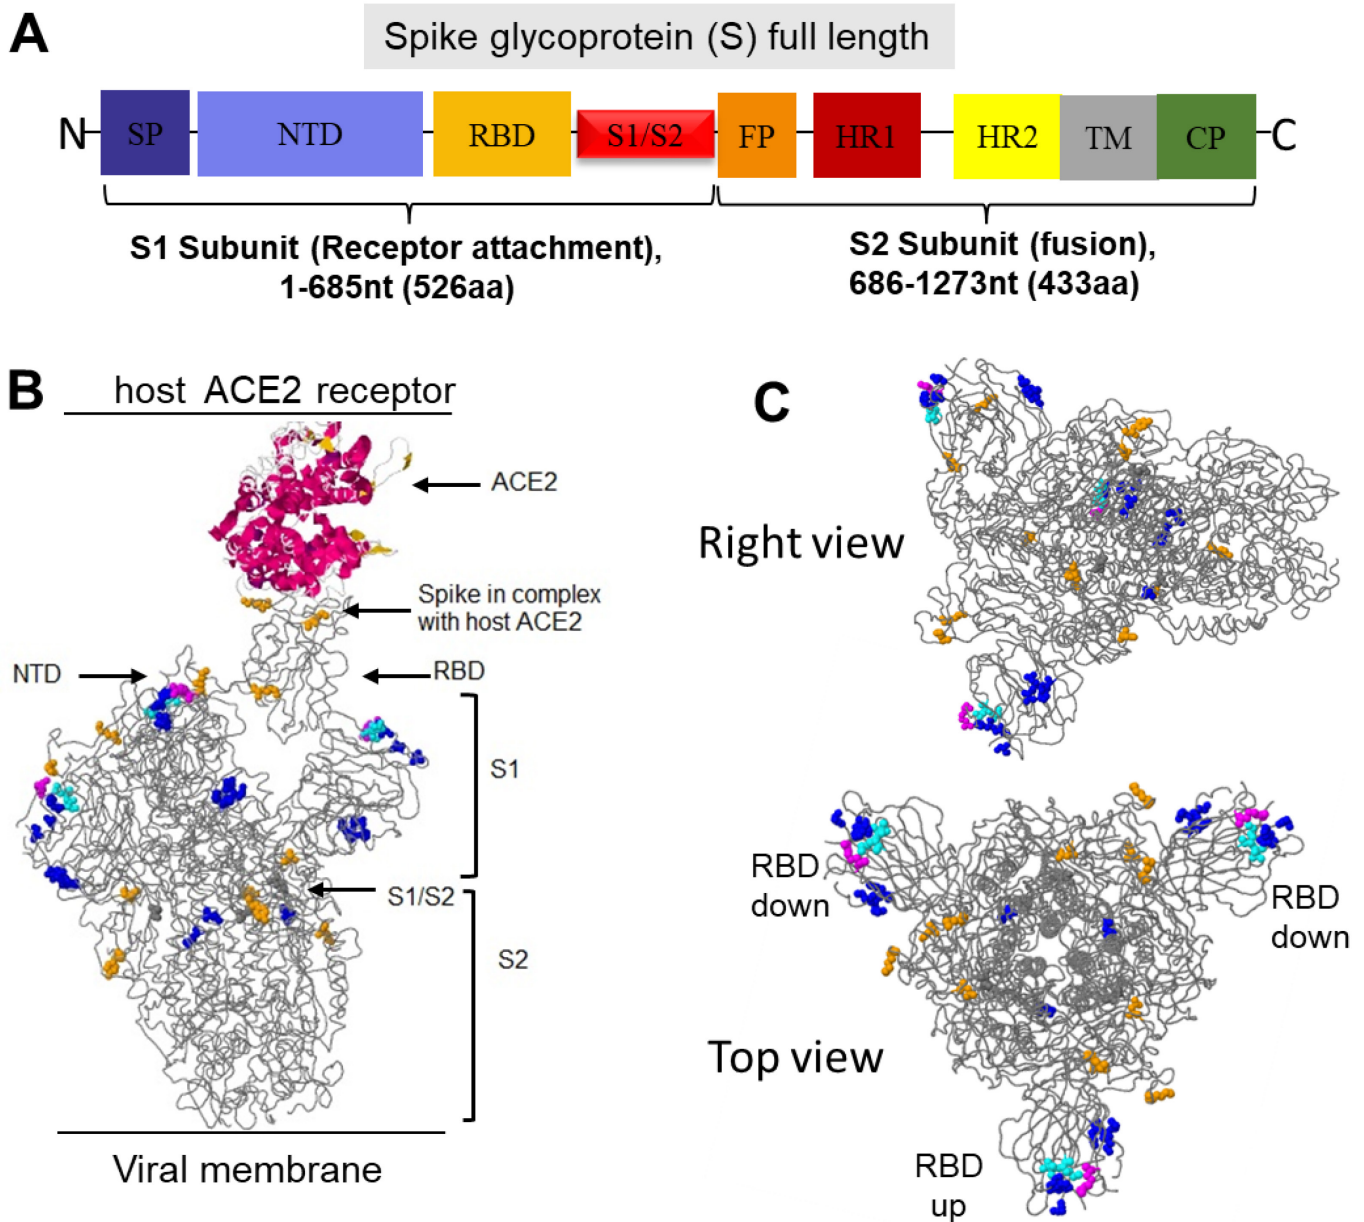 A
Spike glycoprotein (S) full length
N SP NTD RBD S1/S2 FP HR1 HR2 TM CP C
S1 Subunit (Receptor attachment),
1-685nt (526aa)
S2 Subunit (fusion),
686-1273nt (433aa)
B
host ACE2 receptor
ACE2
Spike in complex
with host ACE2
NTD
RBD
S1
S1/S2
S2
Viral membrane
C
Right view
RBD
down
RBD
down
Top view
RBD
up